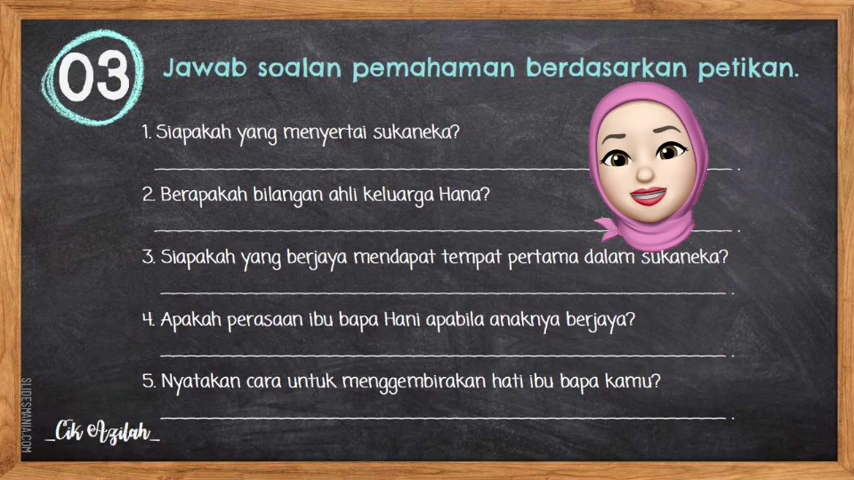 03
Jawab soalan pemahaman berdasarkan petikan.
1. Siapakah yang menyertai sukaneka?
2. Berapakah bilangan ahli keluarga Hana?
3. Siapakah yang berjaya mendapat tempat pertama dalam sukaneka?
4. Apakah perasaan ibu bapa Hani apabila anaknya berjaya?
5. Nyatakan cara untuk menggembirakan hati ibu bapa kamu?
SLIDESMANIA.COM
_Cik Azilah_